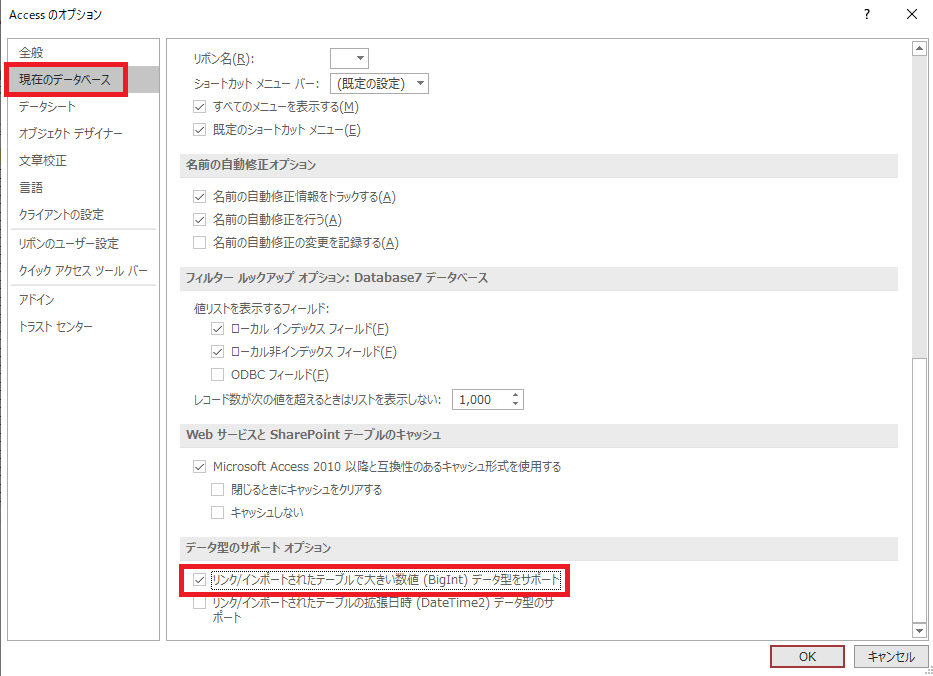 Access のオプション
?
全般
現在のデータベース
データシート
オブジェクト デザイナー
文章校正
言語
クライアントの設定
リボンのユーザー設定
クイック アクセス ツール バー
アドイン
トラスト センター
リボン名(R):
ショートカット メニュー バー: (既定の設定)
すべてのメニューを表示する(M)
既定のショートカット メニュー(E)
名前の自動修正オプション
名前の自動修正情報をトラックする(A)
名前の自動修正を行う(A)
名前の自動修正の変更を記録する(A)
フィルター ルックアップ オプション: Database7 データベース
値リストを表示するフィールド:
ローカル インデックス フィールド(F)
ローカル非インデックス フィールド(F)
ODBC フィールド(F)
レコード数が次の値を超えるときはリストを表示しない: 1,000
Web サービスと SharePoint テーブルのキャッシュ
Microsoft Access 2010 以降と互換性のあるキャッシュ形式を使用する
閉じるときにキャッシュをクリアする
キャッシュしない
データ型のサポート オプション
リンク/インポートされたテーブルで大きい数値 (BigInt) データ型をサポート
リンク/インポートされたテーブルの拡張日時 (DateTime2) データ型のサ
ポート
OK
キャンセル